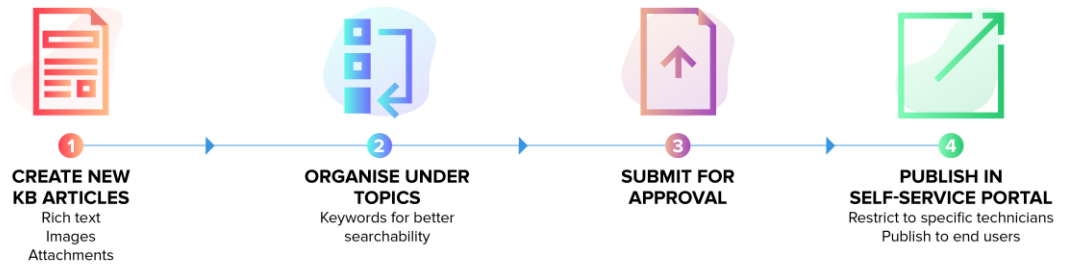 1
CREATE NEW
KB ARTICLES
Rich text
Images
Attachments
2
ORGANISE UNDER
TOPICS
Keywords for better
searchability
3
SUBMIT FOR
APPROVAL
4
PUBLISH IN
SELF-SERVICE PORTAL
Restrict to specific technicians
Publish to end users